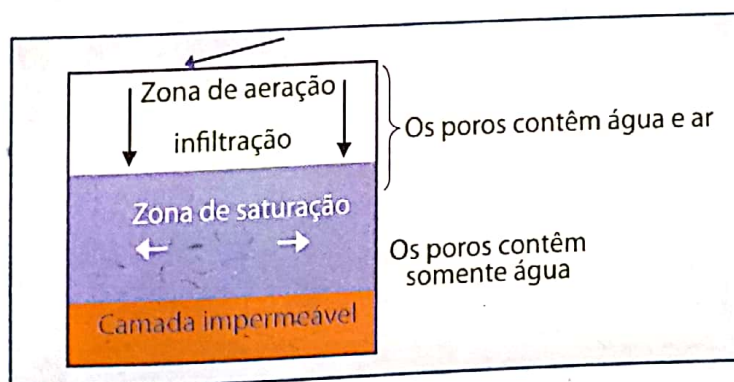 Zona de aeração
infiltração
Os poros contêm água e ar
Zona de saturação
Os poros contêm
somente água
Camada impermeável